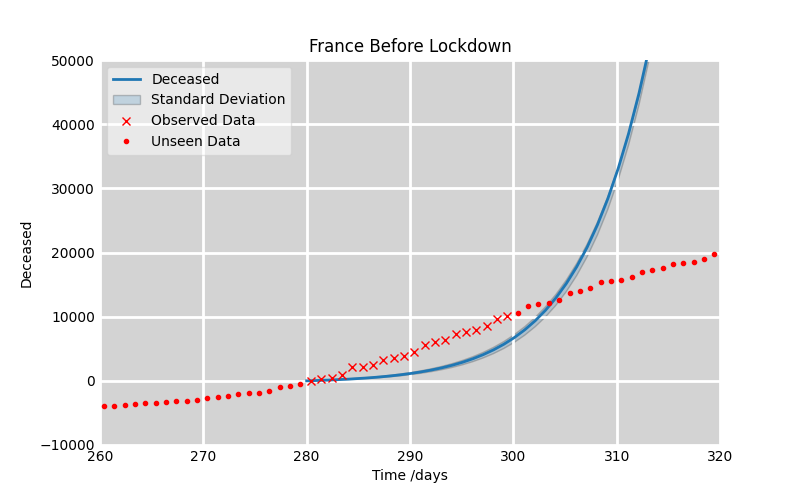 France Before Lockdown
50000
40000
30000
20000
10000
0
−10000
Deceased
Deceased
Standard Deviation
Observed Data
Unseen Data
260 270 280 290 300 310 320
Time /days